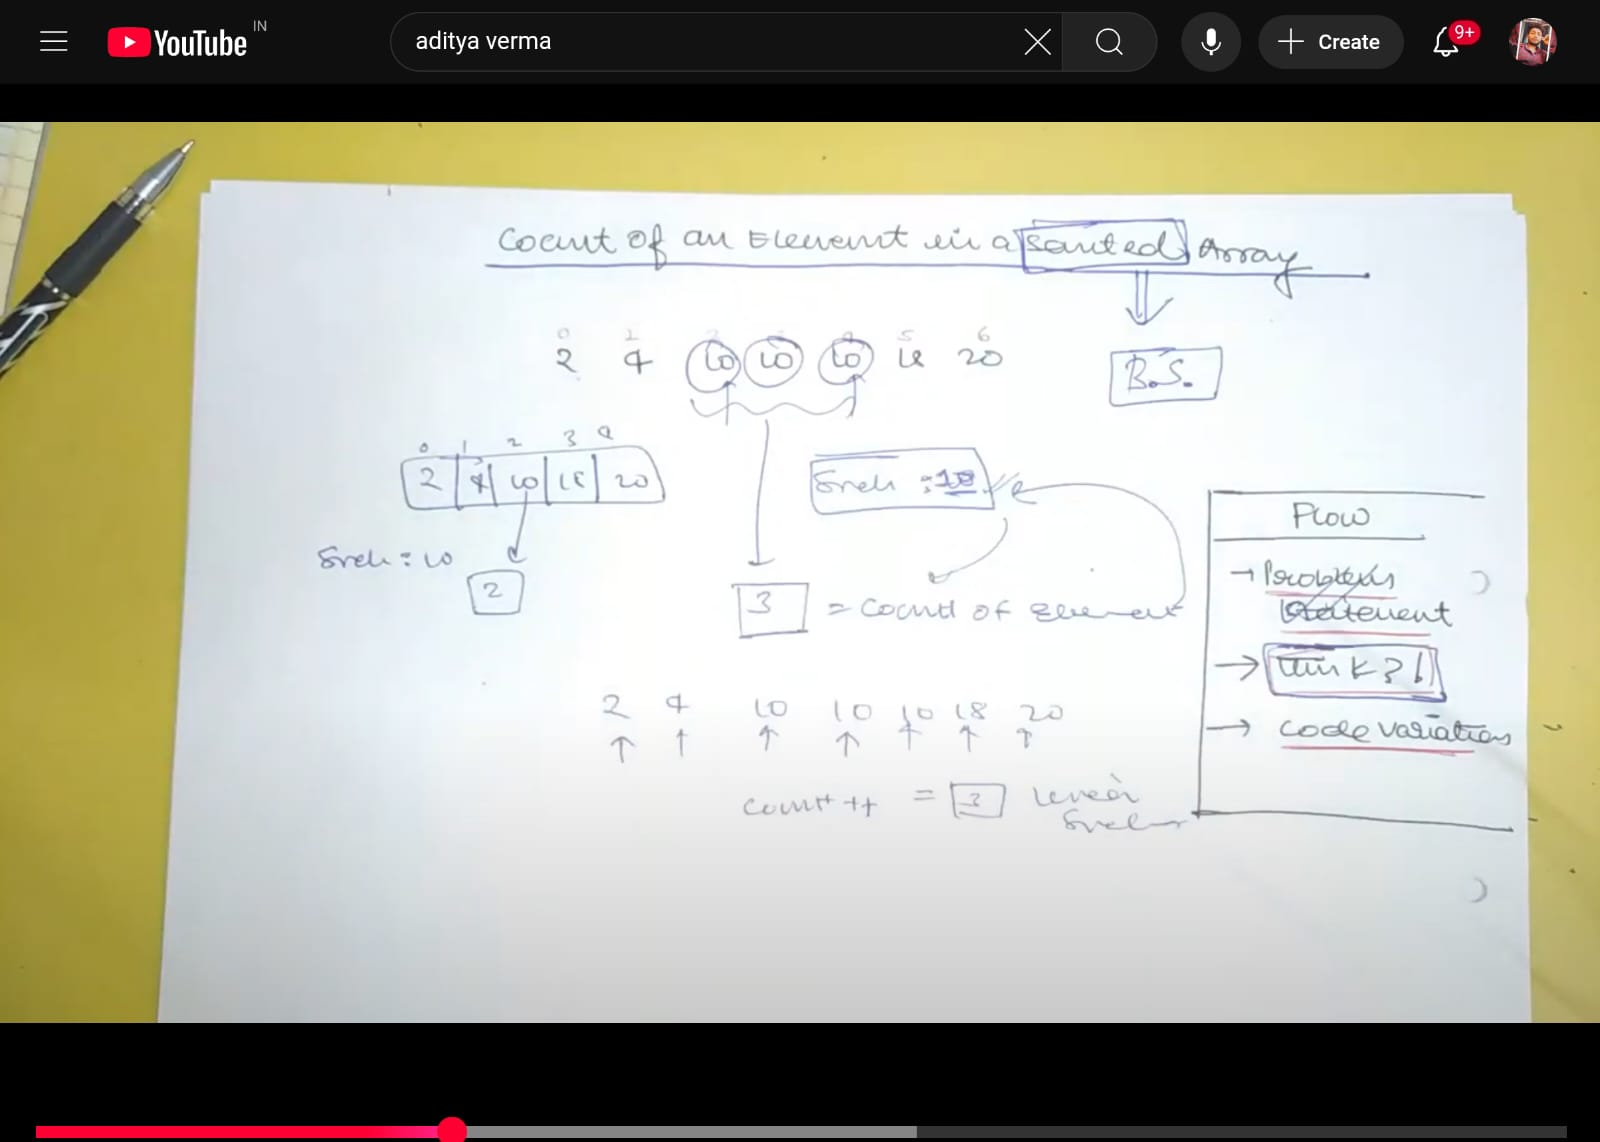 YouTube IN
aditya verma
Create
9+
Count of an Element in a Sorted Array
0 1 2 3 4 5 6
2 4 10 10 10 18 20
B.S.
0 1 2 3 4
2 4 10 18 20
Srch : 10
Srch : 10
2
3 = Count of Element
Flow
→ Problem
Statement
→ Think?!
→ Code Variation
2 4 10 10 10 18 20
↑ ↑ ↑ ↑ ↑ ↑ ↑
Count ++ = 3 Linear
Search